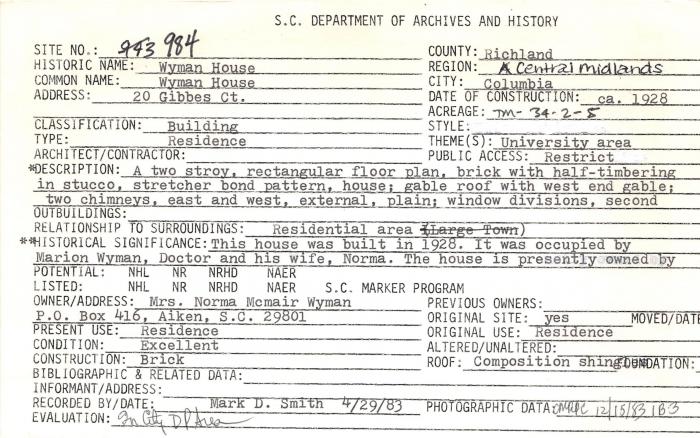 S.C. DEPARTMENT OF ARCHIVES AND HISTORY
SITE NO.: 943 984
HISTORIC NAME: Wyman House
COMMON NAME: Wyman House
ADDRESS: 20 Gibbes Ct.
COUNTY: Richland
REGION: Central Midlands
CITY: Columbia
DATE OF CONSTRUCTION: ca. 1928
ACREAGE: TM- 34-2-5
CLASSIFICATION: Building
TYPE: Residence
ARCHITECT/CONTRACTOR:
STYLE:
THEME(S): University area
PUBLIC ACCESS: Restrict
*DESCRIPTION: A two stroy, rectangular floor plan, brick with half-timbering
in stucco, stretcher bond pattern, house; gable roof with west end gable;
two chimneys, east and west, external, plain; window divisions, second
OUTBUILDINGS:
RELATIONSHIP TO SURROUNDINGS: Residential area (Large Town)
**HISTORICAL SIGNIFICANCE: This house was built in 1928. It was occupied by
Marion Wyman, Doctor and his wife, Norma. The house is presently owned by
POTENTIAL: NHL NR NRHD NAER
LISTED: NHL NR NRHD NAER S.C. MARKER PROGRAM
OWNER/ADDRESS: Mrs. Norma Mcmair Wyman
P.O. Box 416, Aiken, S.C. 29801
PRESENT USE: Residence
CONDITION: Excellent
CONSTRUCTION: Brick
PREVIOUS OWNERS:
ORIGINAL SITE: yes MOVED/DATE
ORIGINAL USE: Residence
ALTERED/UNALTERED:
ROOF: Composition shing FOUNDATION:
BIBLIOGRAPHIC & RELATED DATA:
INFORMANT/ADDRESS:
RECORDED BY/DATE: Mark D. Smith 4/29/83 PHOTOGRAPHIC DATA: 12/15/83 1B3
EVALUATION: In City DP Area